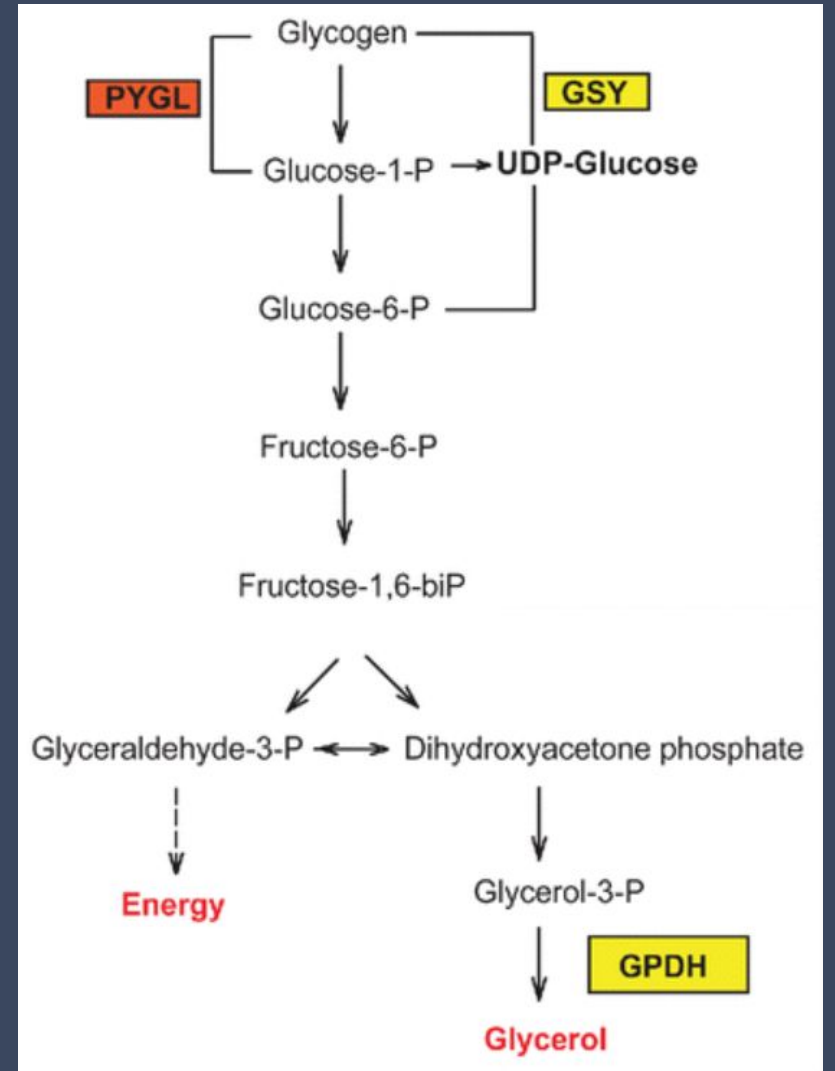 Glycogen
PYGL
GSY
Glucose-1-P
UDP-Glucose
Glucose-6-P
Fructose-6-P
Fructose-1,6-biP
Glyceraldehyde-3-P
Dihydroxyacetone phosphate
Energy
Glycerol-3-P
GPDH
Glycerol